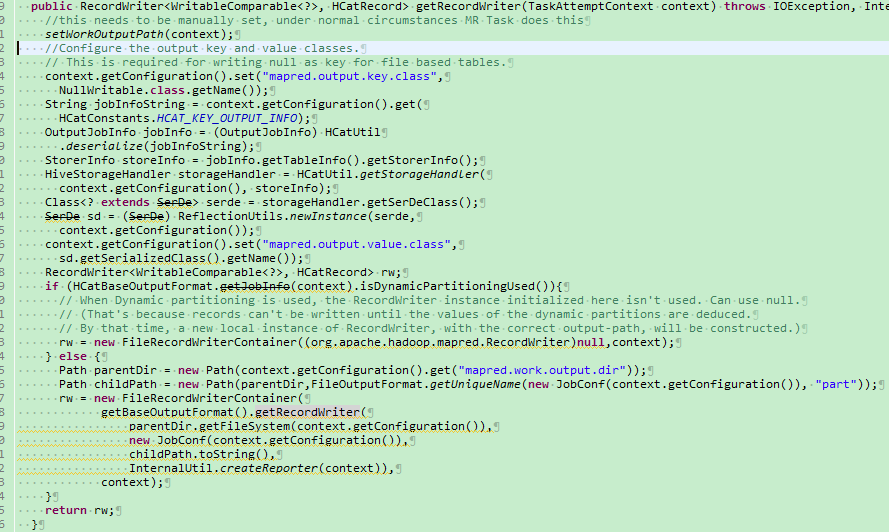 public RecordWriter<WritableComparable<?>, HCatRecord> getRecordWriter(TaskAttemptContext context) throws IOException, Inte
//this needs to be manually set, under normal circumstances MR Task does this
setWorkOutputPath(context);
//Configure the output key and value classes.
// This is required for writing null as key for file based tables.
context.getConfiguration().set("mapred.output.key.class",
NullWritable.class.getName());
String jobInfoString = context.getConfiguration().get(
HCatConstants.HCAT_KEY_OUTPUT_INFO);
OutputJobInfo jobInfo = (OutputJobInfo) HCatUtil
.deserialize(jobInfoString);
StorerInfo storeInfo = jobInfo.getTableInfo().getStorerInfo();
HiveStorageHandler storageHandler = HCatUtil.getStorageHandler(
context.getConfiguration(), storeInfo);
Class<? extends SerDe> serde = storageHandler.getSerDeClass();
SerDe sd = (SerDe) ReflectionUtils.newInstance(serde,
context.getConfiguration());
context.getConfiguration().set("mapred.output.value.class",
sd.getSerializedClass().getName());
RecordWriter<WritableComparable<?>, HCatRecord> rw;
if (HCatBaseOutputFormat.getJobInfo(context).isDynamicPartitioningUsed()){
// When Dynamic partitioning is used, the RecordWriter instance initialized here isn't used. Can use null.
// (That's because records can't be written until the values of the dynamic partitions are deduced.
// By that time, a new local instance of RecordWriter, with the correct output-path, will be constructed.)
rw = new FileRecordWriterContainer((org.apache.hadoop.mapred.RecordWriter)null,context);
} else {
Path parentDir = new Path(context.getConfiguration().get("mapred.work.output.dir"));
Path childPath = new Path(parentDir,FileOutputFormat.getUniqueName(new JobConf(context.getConfiguration()), "part"));
rw = new FileRecordWriterContainer(
getBaseOutputFormat().getRecordWriter(
parentDir.getFileSystem(context.getConfiguration()),
new JobConf(context.getConfiguration()),
childPath.toString(),
InternalUtil.createReporter(context)),
context);
}
return rw;
}